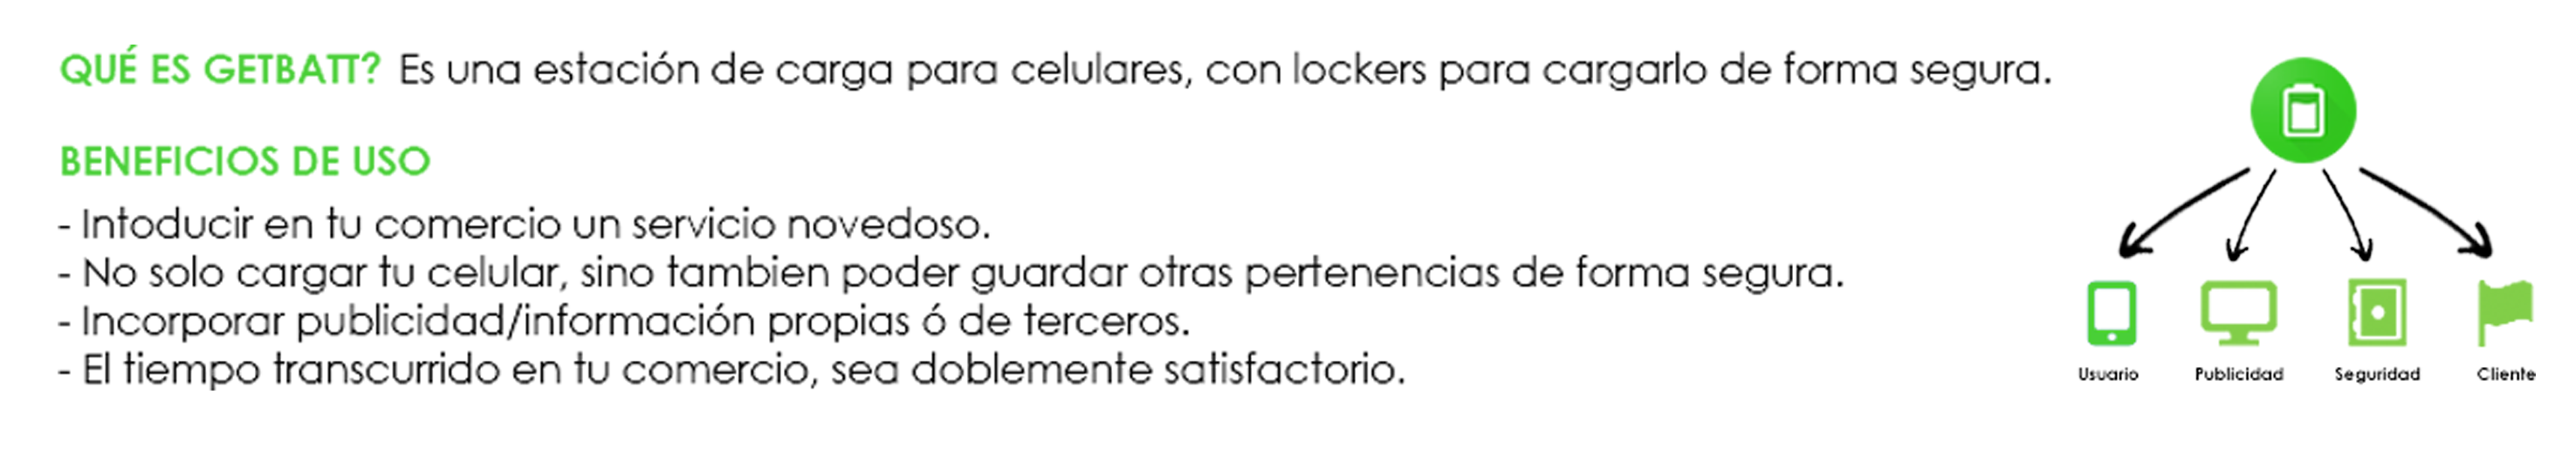 QUÉ ES GETBATT? Es una estación de carga para celulares, con lockers para cargarlo de forma segura.
BENEFICIOS DE USO
- Intoducir en tu comercio un servicio novedoso.
- No solo cargar tu celular, sino tambien poder guardar otras pertenencias de forma segura.
- Incorporar publicidad/información propias ó de terceros.
- El tiempo transcurrido en tu comercio, sea doblemente satisfactorio.
Usuario Publicidad Seguridad Cliente